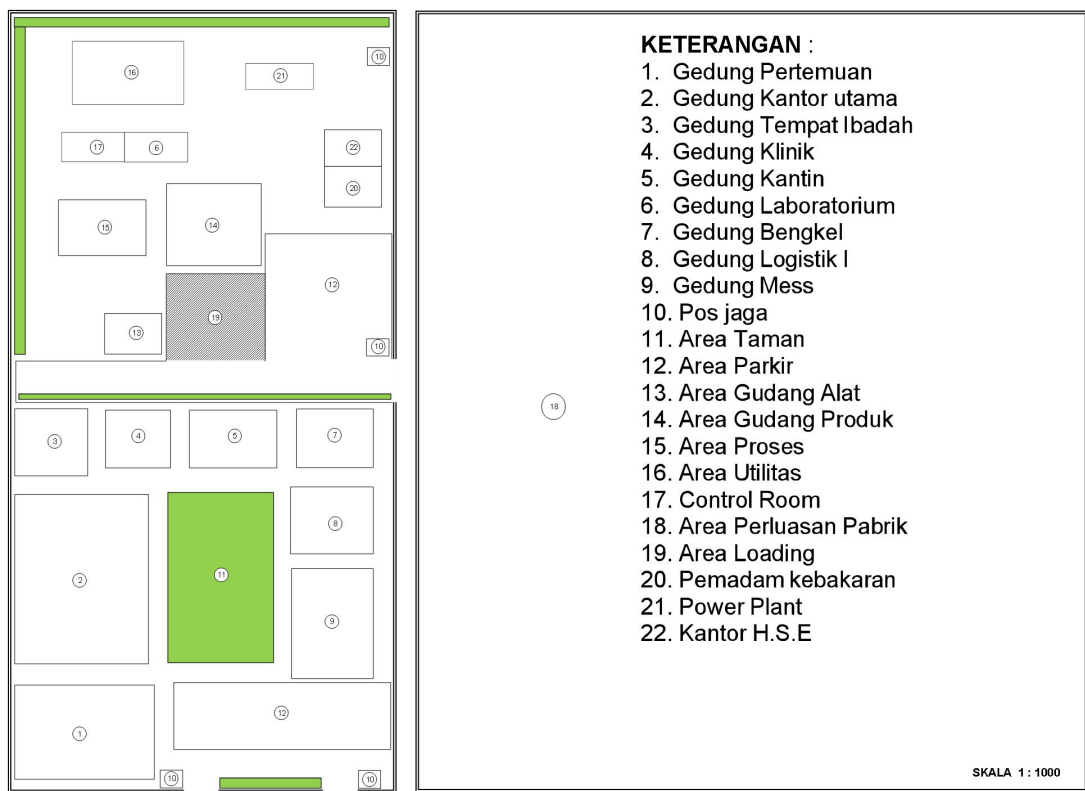 10
16
21
17
6
22
20
15
14
12
19
13
10
3
4
5
7
8
2
11
9
12
1
10
10
18
KETERANGAN :
1. Gedung Pertemuan
2. Gedung Kantor utama
3. Gedung Tempat Ibadah
4. Gedung Klinik
5. Gedung Kantin
6. Gedung Laboratorium
7. Gedung Bengkel
8. Gedung Logistik I
9. Gedung Mess
10. Pos jaga
11. Area Taman
12. Area Parkir
13. Area Gudang Alat
14. Area Gudang Produk
15. Area Proses
16. Area Utilitas
17. Control Room
18. Area Perluasan Pabrik
19. Area Loading
20. Pemadam kebakaran
21. Power Plant
22. Kantor H.S.E
SKALA 1 : 1000